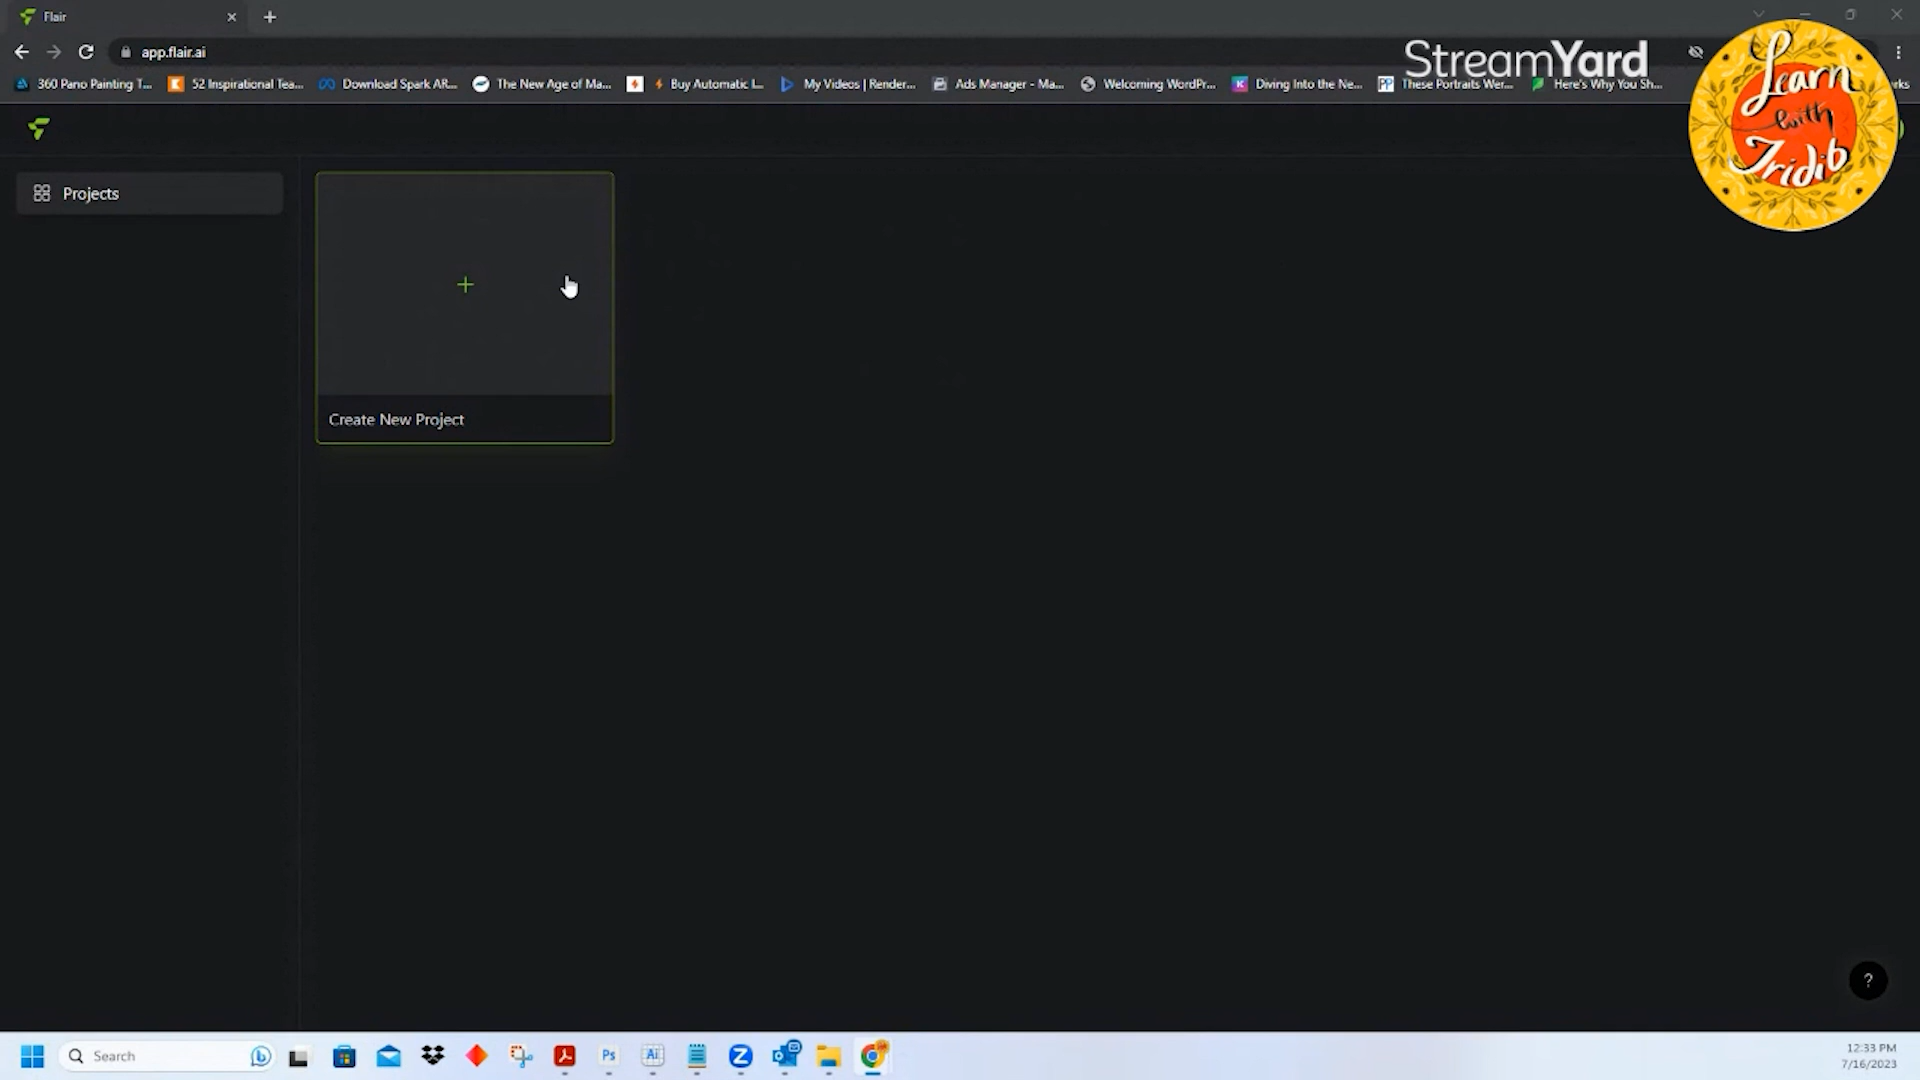 Flair
app.flair.ai
StreamYard
360 Pano Painting T...
52 Inspirational Tea...
Download Spark AR...
The New Age of Ma...
Buy Automatic L...
My Videos | Render...
Ads Manager - Ma...
Welcoming WordPr...
Diving Into the Ne...
These Portraits Wer...
Here's Why You Sh...
Learn
with
Tridib
Projects
Create New Project
?
Search
Ps
Ai
Z
12:33 PM
7/16/2023